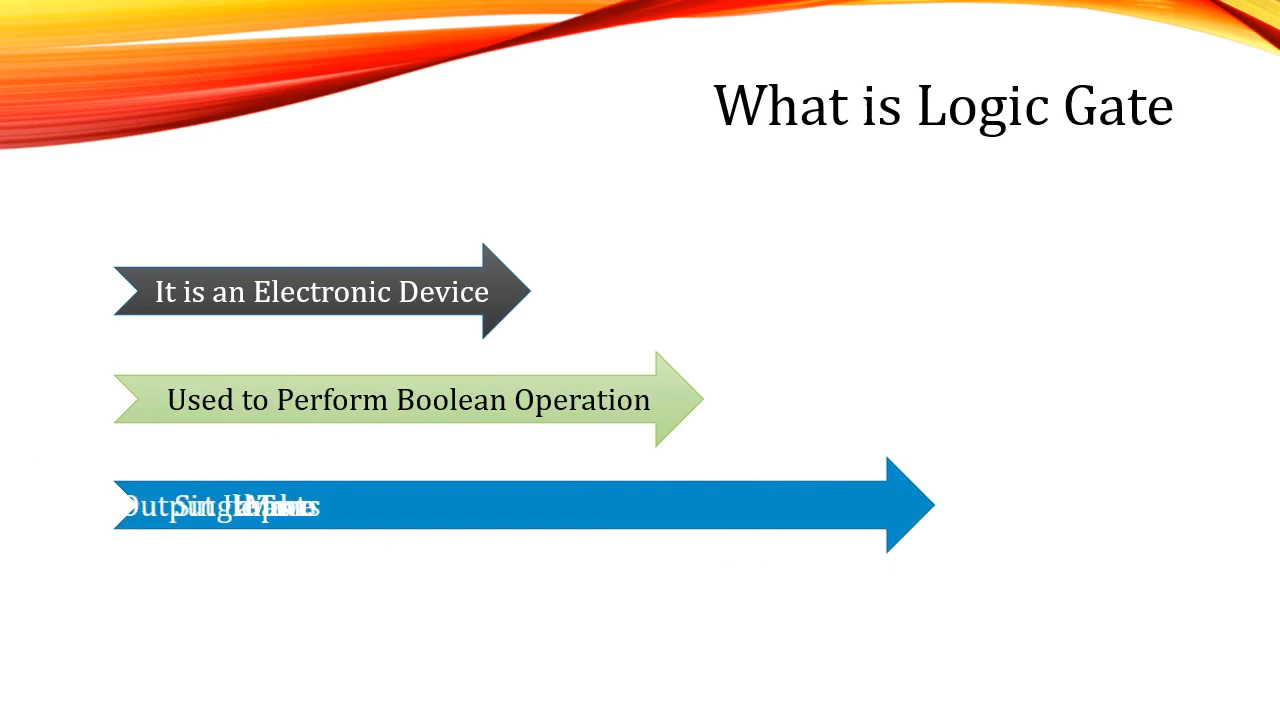 What is Logic Gate
It is an Electronic Device
Used to Perform Boolean Operation